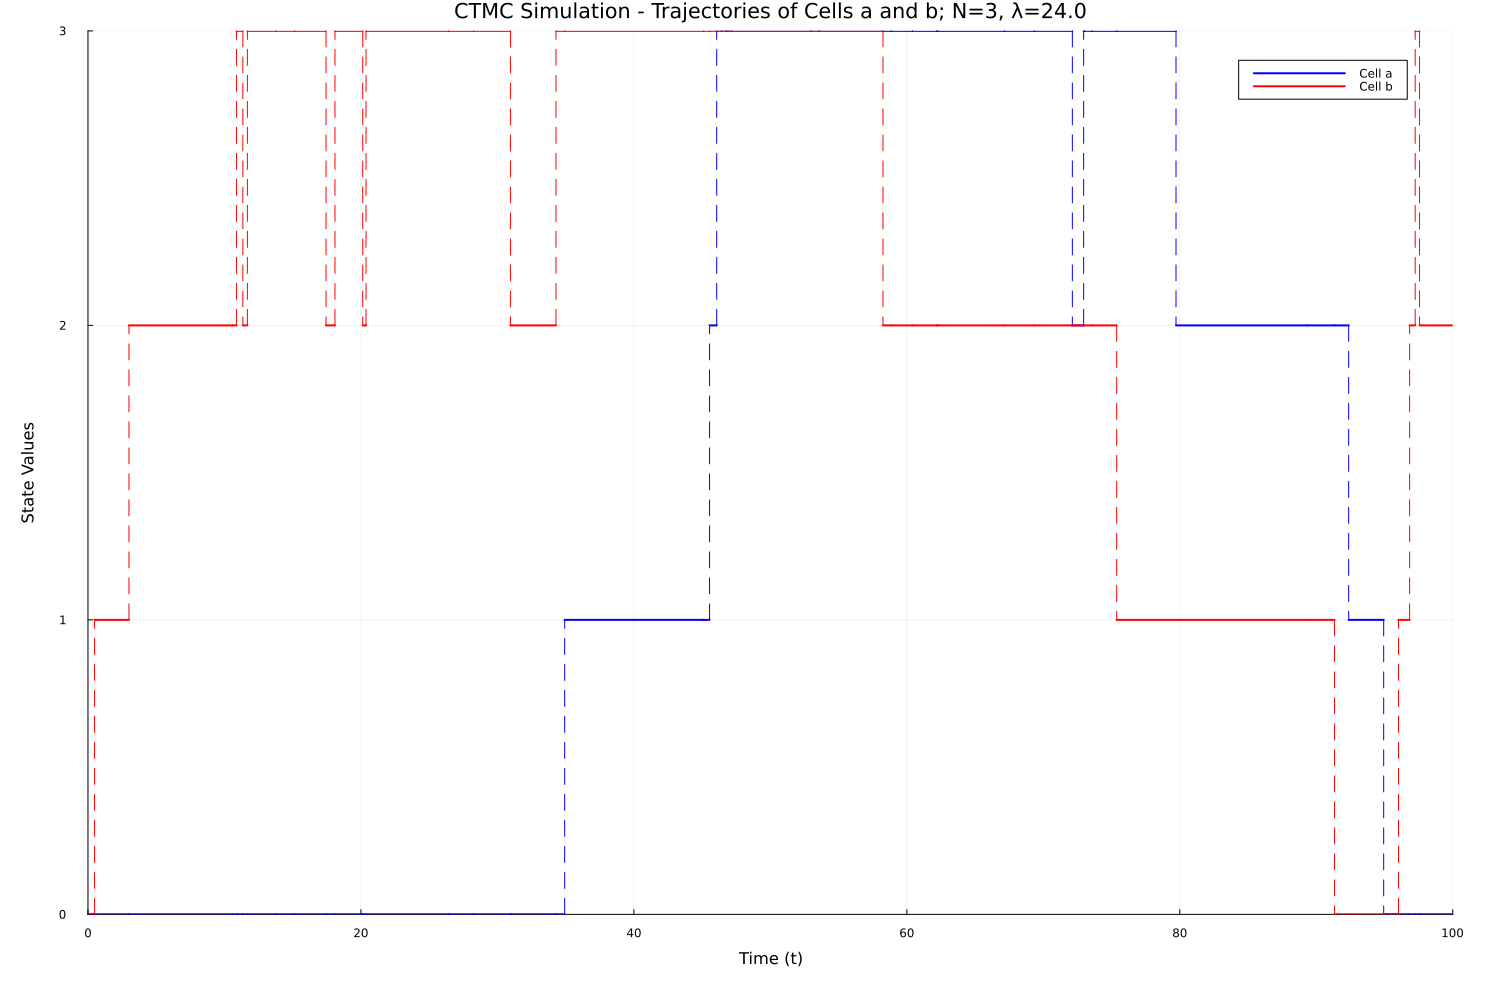 CTMC Simulation - Trajectories of Cells a and b; N=3, λ=24.0
3
Cell a
Cell b
2
State Values
1
0
0 20 40 60 80 100
Time (t)